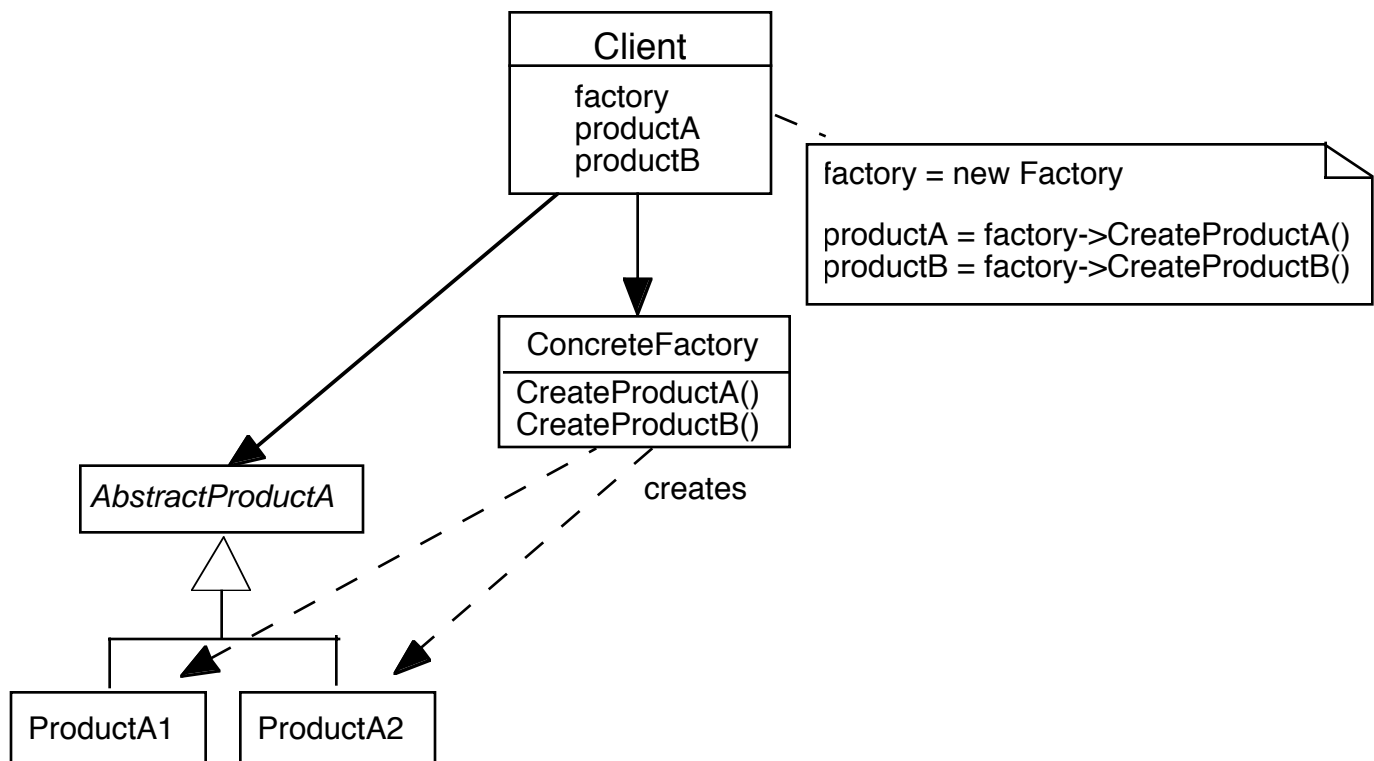 Client
factory
productA
productB
factory = new Factory
productA = factory->CreateProductA()
productB = factory->CreateProductB()
ConcreteFactory
CreateProductA()
CreateProductB()
creates
AbstractProductA
ProductA1
ProductA2